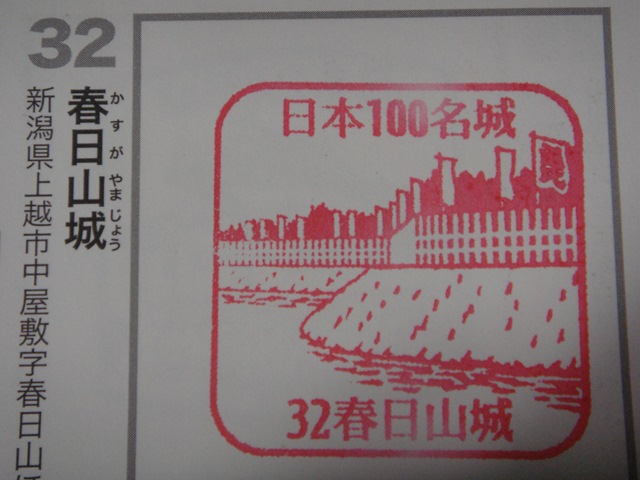 32
春日山城
かすがやまじょう
新潟県上越市中屋敷字春日山
日本100名城
32春日山城